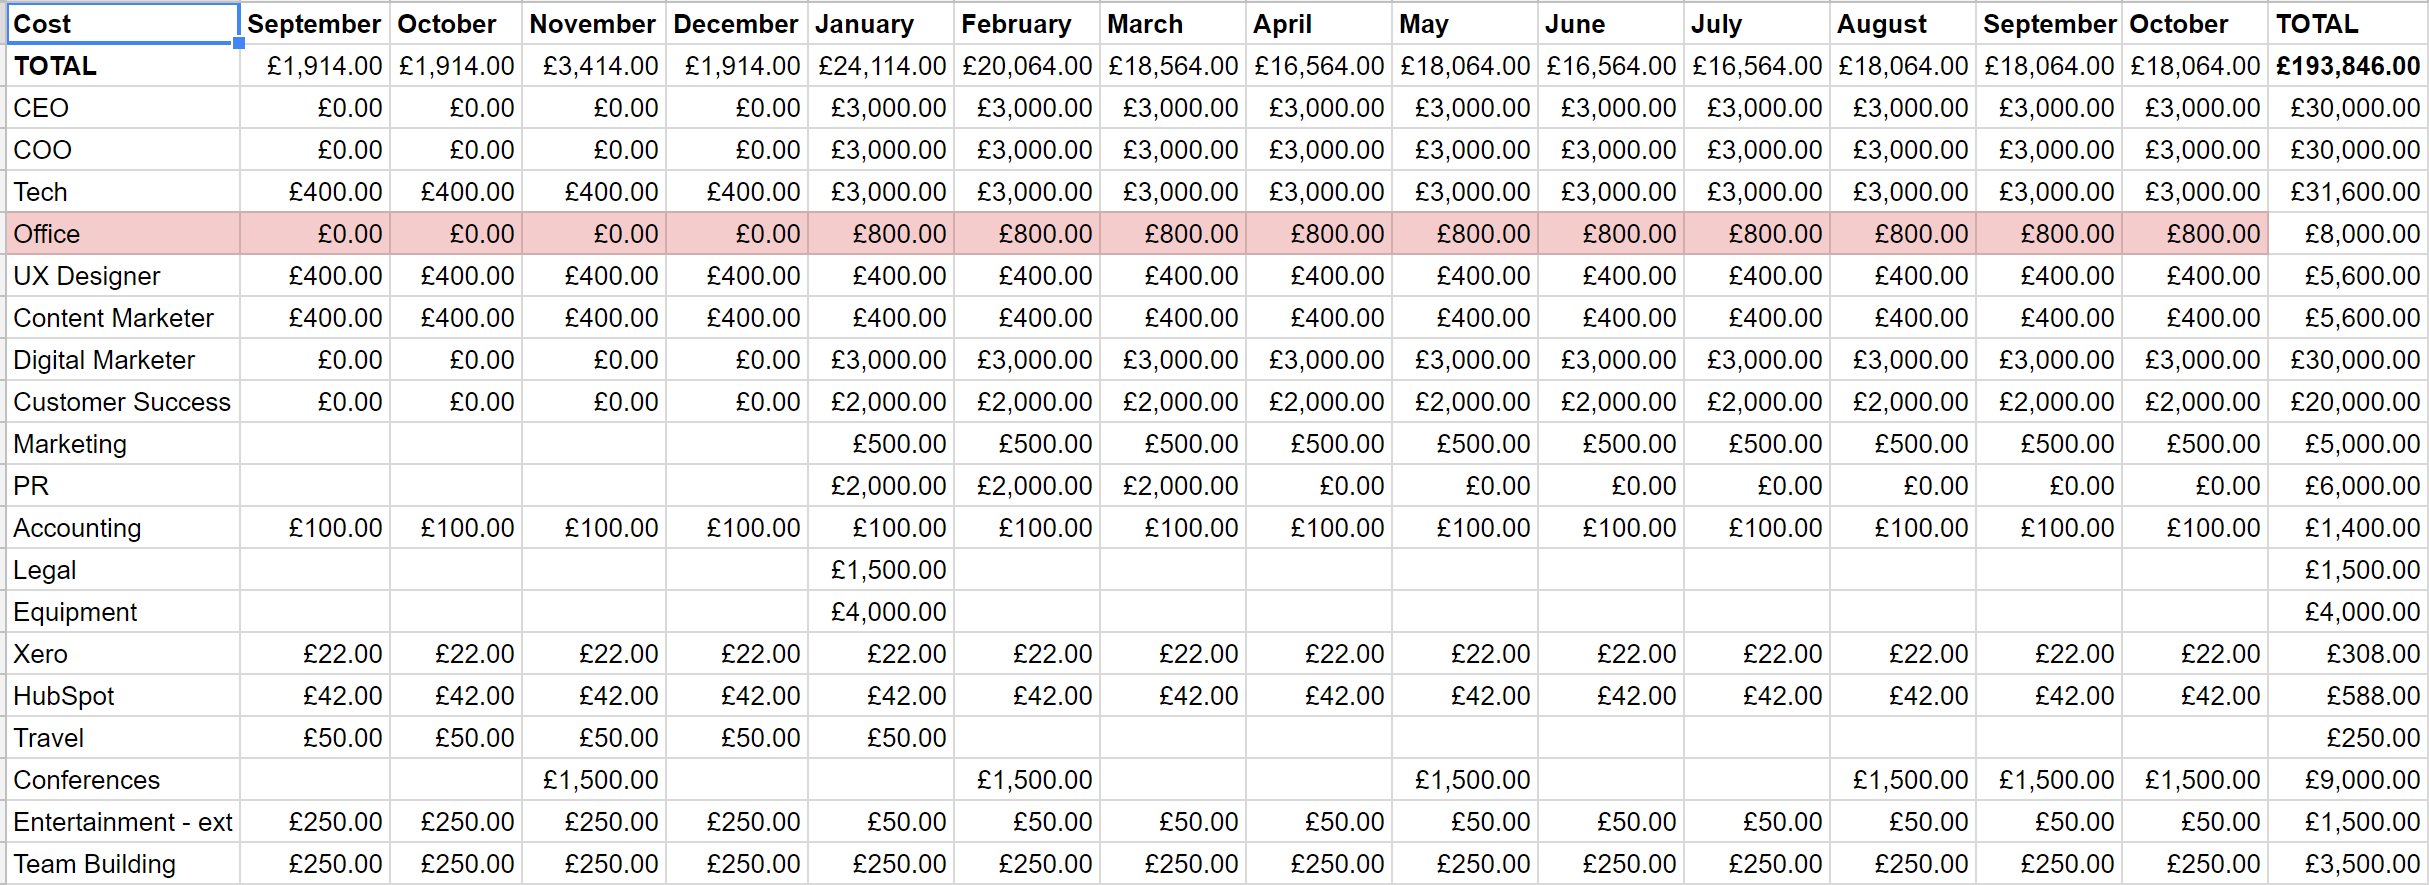 Cost September October November December January February March April May June July August September October TOTAL
TOTAL £1,914.00 £1,914.00 £3,414.00 £1,914.00 £24,114.00 £20,064.00 £18,564.00 £16,564.00 £18,064.00 £16,564.00 £16,564.00 £18,064.00 £18,064.00 £18,064.00 £193,846.00
CEO £0.00 £0.00 £0.00 £0.00 £3,000.00 £3,000.00 £3,000.00 £3,000.00 £3,000.00 £3,000.00 £3,000.00 £3,000.00 £3,000.00 £3,000.00 £30,000.00
COO £0.00 £0.00 £0.00 £0.00 £3,000.00 £3,000.00 £3,000.00 £3,000.00 £3,000.00 £3,000.00 £3,000.00 £3,000.00 £3,000.00 £3,000.00 £30,000.00
Tech £400.00 £400.00 £400.00 £400.00 £3,000.00 £3,000.00 £3,000.00 £3,000.00 £3,000.00 £3,000.00 £3,000.00 £3,000.00 £3,000.00 £3,000.00 £31,600.00
Office £0.00 £0.00 £0.00 £0.00 £800.00 £800.00 £800.00 £800.00 £800.00 £800.00 £800.00 £800.00 £800.00 £800.00 £8,000.00
UX Designer £400.00 £400.00 £400.00 £400.00 £400.00 £400.00 £400.00 £400.00 £400.00 £400.00 £400.00 £400.00 £400.00 £400.00 £5,600.00
Content Marketer £400.00 £400.00 £400.00 £400.00 £400.00 £400.00 £400.00 £400.00 £400.00 £400.00 £400.00 £400.00 £400.00 £400.00 £5,600.00
Digital Marketer £0.00 £0.00 £0.00 £0.00 £3,000.00 £3,000.00 £3,000.00 £3,000.00 £3,000.00 £3,000.00 £3,000.00 £3,000.00 £3,000.00 £3,000.00 £30,000.00
Customer Success £0.00 £0.00 £0.00 £0.00 £2,000.00 £2,000.00 £2,000.00 £2,000.00 £2,000.00 £2,000.00 £2,000.00 £2,000.00 £2,000.00 £2,000.00 £20,000.00
Marketing £500.00 £500.00 £500.00 £500.00 £500.00 £500.00 £500.00 £500.00 £500.00 £500.00 £5,000.00
PR £2,000.00 £2,000.00 £2,000.00 £0.00 £0.00 £0.00 £0.00 £0.00 £0.00 £0.00 £6,000.00
Accounting £100.00 £100.00 £100.00 £100.00 £100.00 £100.00 £100.00 £100.00 £100.00 £100.00 £100.00 £100.00 £100.00 £100.00 £1,400.00
Legal £1,500.00 £1,500.00
Equipment £4,000.00 £4,000.00
Xero £22.00 £22.00 £22.00 £22.00 £22.00 £22.00 £22.00 £22.00 £22.00 £22.00 £22.00 £22.00 £22.00 £22.00 £308.00
HubSpot £42.00 £42.00 £42.00 £42.00 £42.00 £42.00 £42.00 £42.00 £42.00 £42.00 £42.00 £42.00 £42.00 £42.00 £588.00
Travel £50.00 £50.00 £50.00 £50.00 £50.00 £250.00
Conferences £1,500.00 £1,500.00 £1,500.00 £1,500.00 £1,500.00 £1,500.00 £9,000.00
Entertainment - ext £250.00 £250.00 £250.00 £250.00 £50.00 £50.00 £50.00 £50.00 £50.00 £50.00 £50.00 £50.00 £50.00 £50.00 £1,500.00
Team Building £250.00 £250.00 £250.00 £250.00 £250.00 £250.00 £250.00 £250.00 £250.00 £250.00 £250.00 £250.00 £250.00 £250.00 £3,500.00